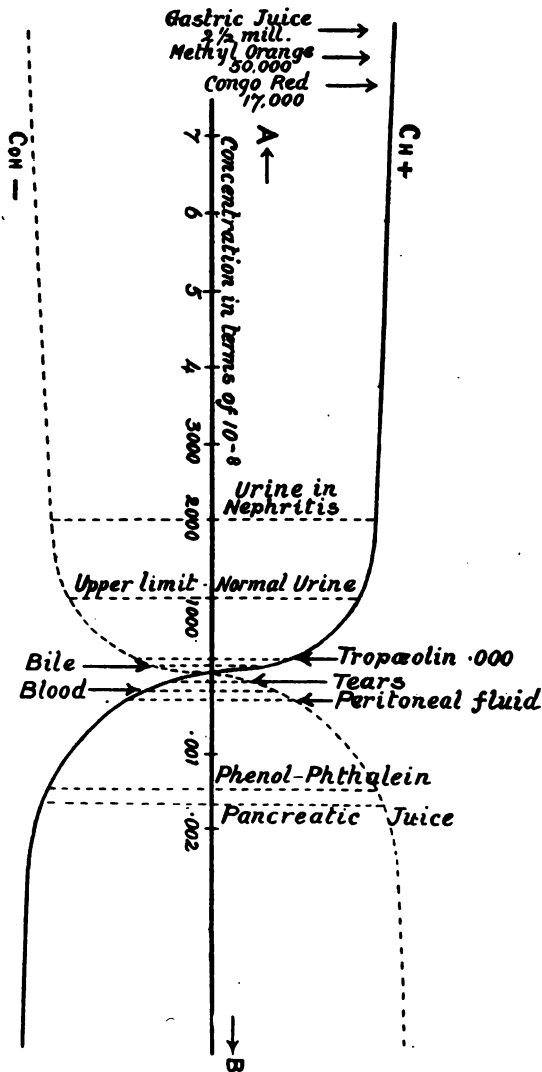 Gastric Juice
2½ mill.
Methyl Orange
50,000
Congo Red
17,000
CH+
COH –
A
Concentration in terms of 10-8
7
6
5
4
3000
2000
1000
.001
.002
Urine in
Nephritis
Upper limit · Normal Urine
Tropæolin .000
Bile
Tears
Blood
Peritoneal fluid
Phenol-Phthalein
Pancreatic Juice
B